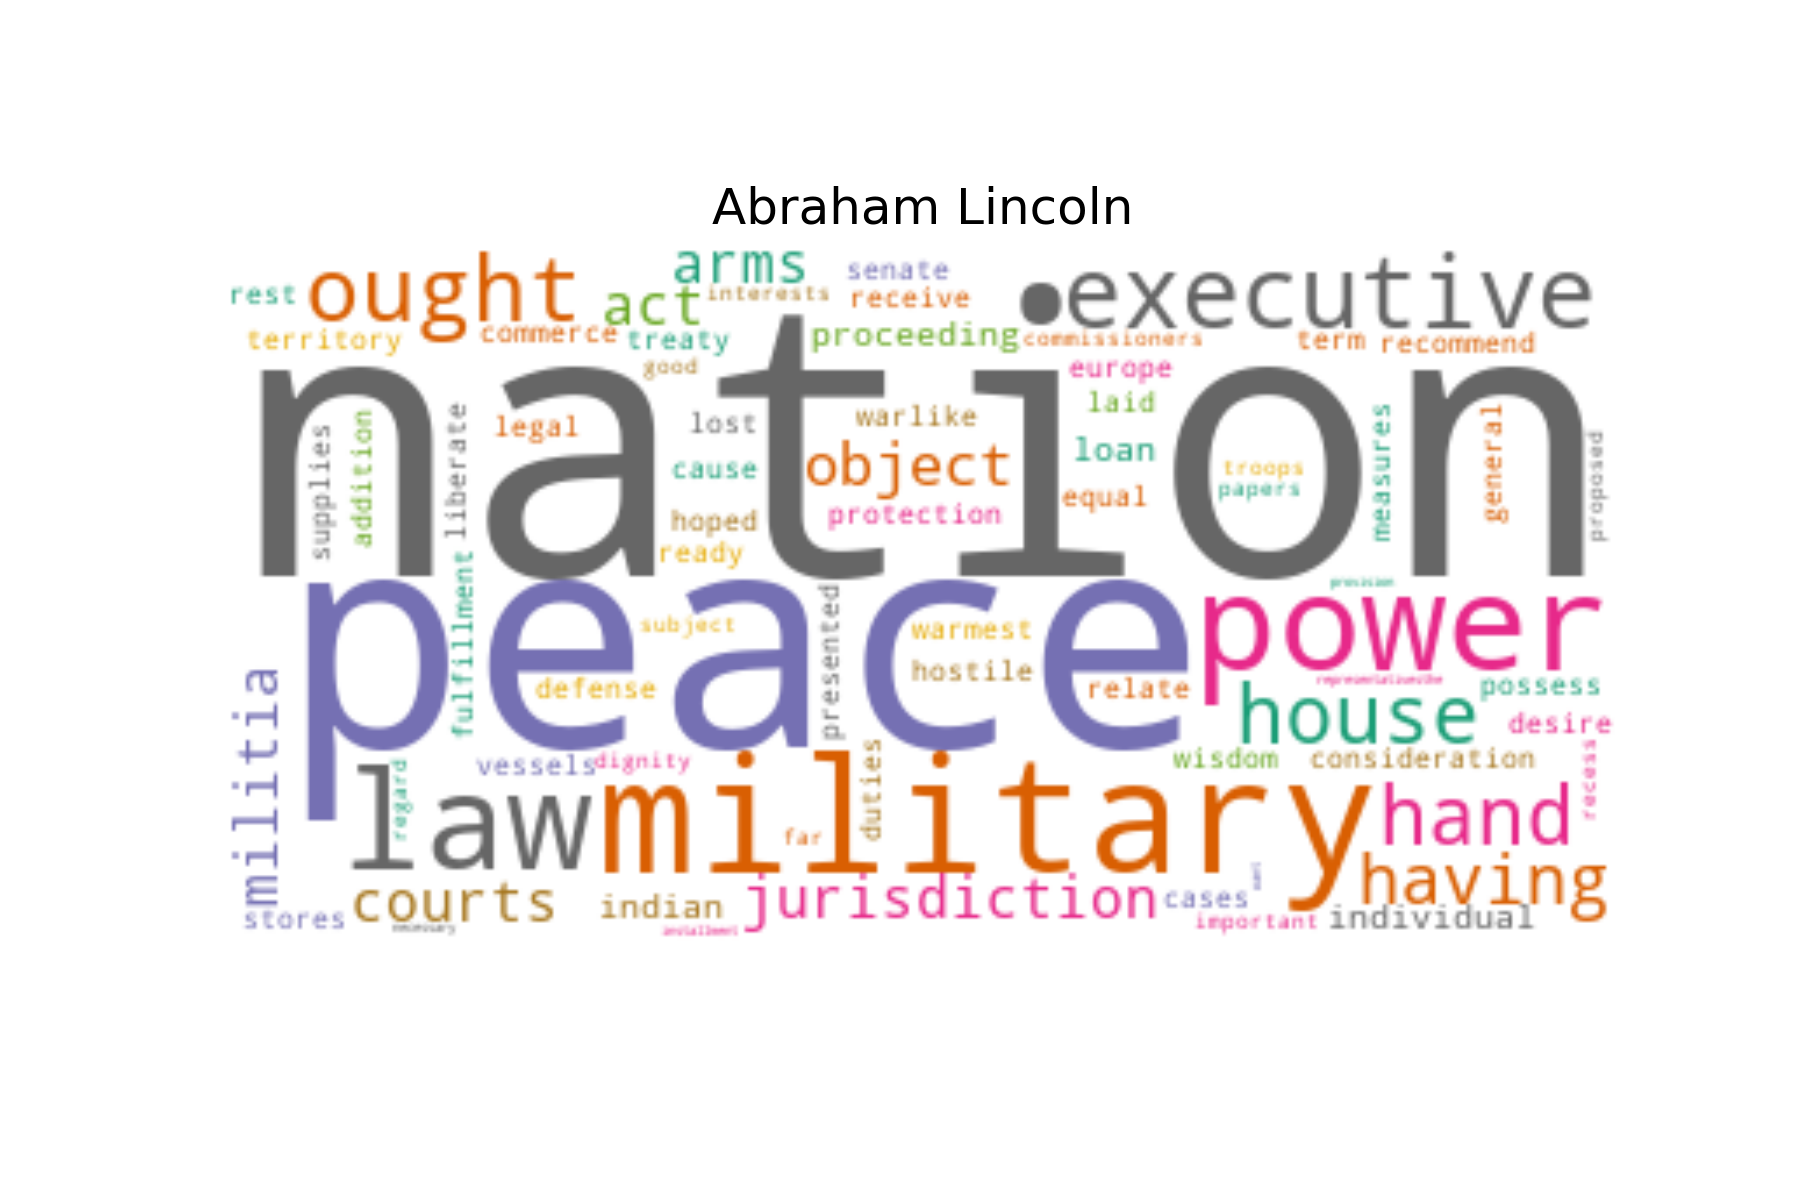 Abraham Lincoln
arms
senate
rest
ought
act
interests
receive
•executive
territory
commerce
treaty
proceeding
commissioners
term
recommend
nation
good
europe
laid
supplies
addition
liberate
legal
lost
warlike
cause
object
loan
troops
papers
equal
measures
general
proposed
hoped
protection
ready
fulfillment
peace
subject
presented
warmest
hostile
defense
relate
provision
power
representativesthe
possess
house
desire
militia
vessels
dignity
wisdom
consideration
recess
law
regard
military
far
duties
hand
having
stores
courts
necessary
indian
installment
jurisdiction
cases
important
individual